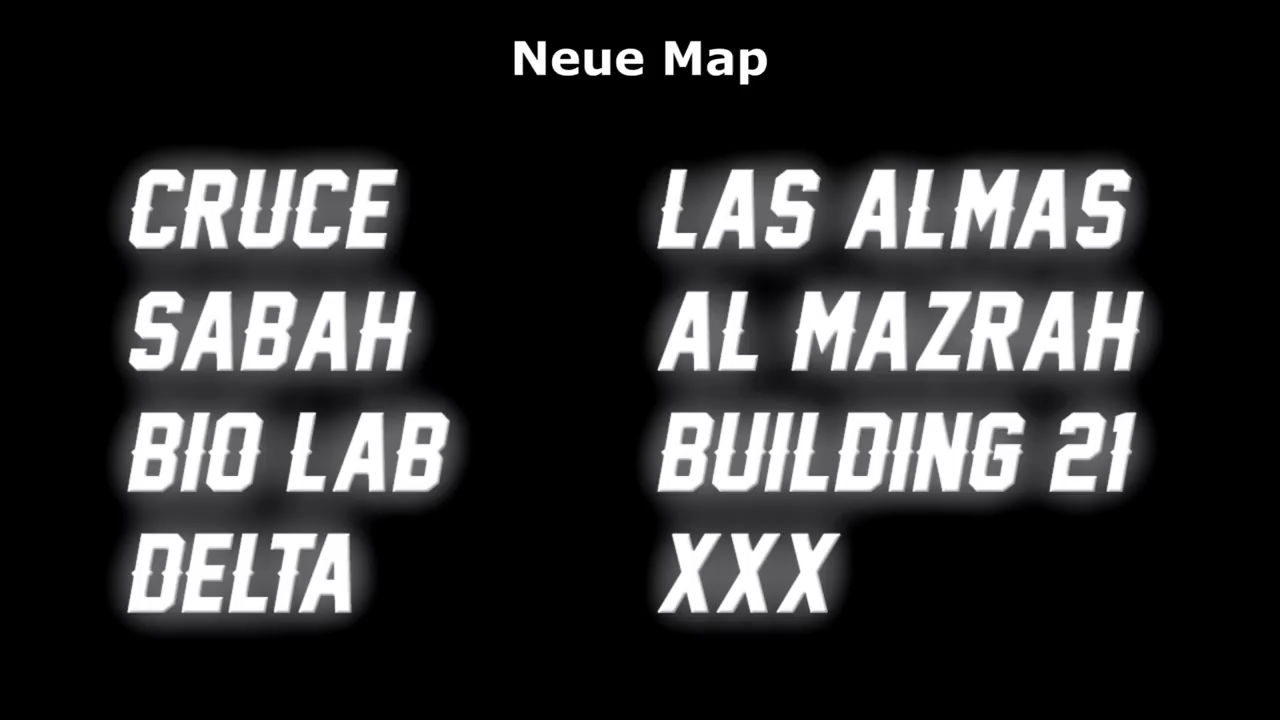 Neue Map
CRUCE
LAS ALMAS
SABAH
AL MAZRAH
BIO LAB
BUILDING 21
DELTA
XXX